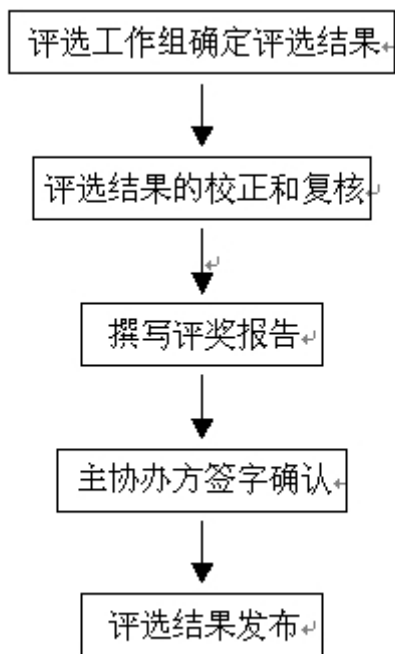 评选工作组确定评选结果
评选结果的校正和复核
撰写评奖报告
主协办方签字确认
评选结果发布